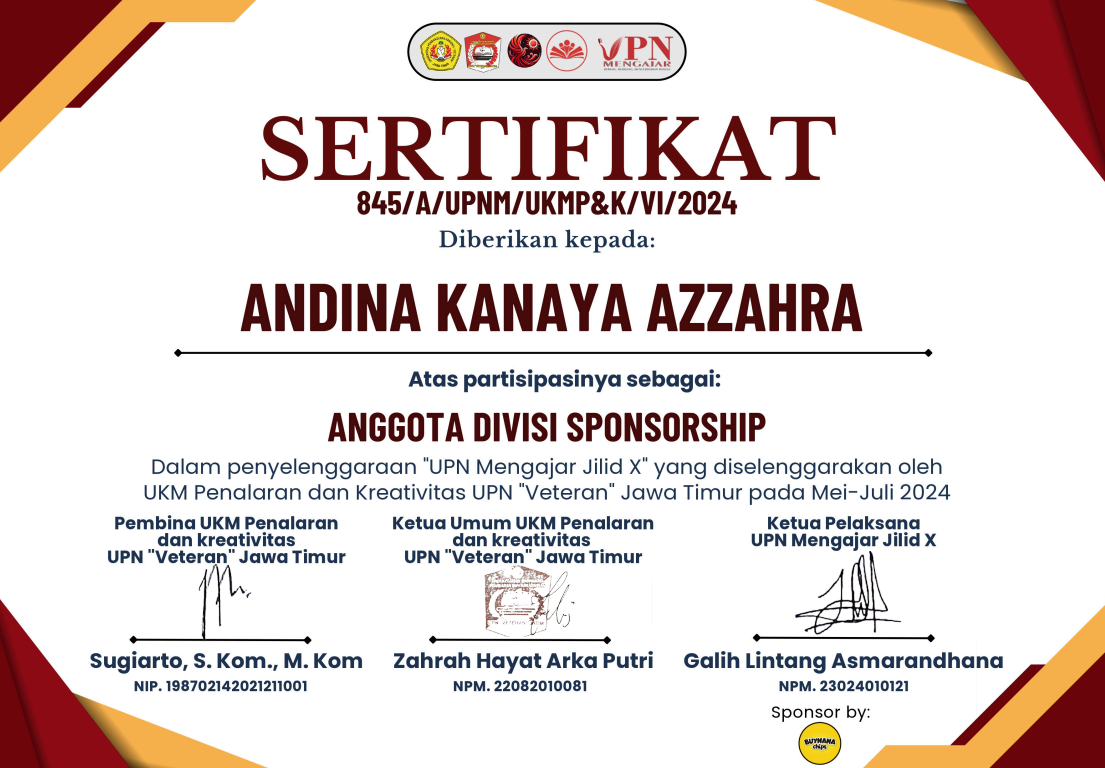 UPN
MENGAJAR
SERTIFIKAT
845/A/UPNM/UKMP&K/VI/2024
Diberikan kepada:
ANDINA KANAYA AZZAHRA
Atas partisipasinya sebagai:
ANGGOTA DIVISI SPONSORSHIP
Dalam penyelenggaraan "UPN Mengajar Jilid X" yang diselenggarakan oleh
UKM Penalaran dan Kreativitas UPN "Veteran" Jawa Timur pada Mei-Juli 2024
Pembina UKM Penalaran
dan kreativitas
UPN "Veteran" Jawa Timur
Sugiarto, S. Kom., M. Kom
NIP. 198702142021211001
Ketua Umum UKM Penalaran
dan kreativitas
UPN "Veteran" Jawa Timur
Zahrah Hayat Arka Putri
NPM. 22082010081
Ketua Pelaksana
UPN Mengajar Jilid X
Galih Lintang Asmarandhana
NPM. 23024010121
Sponsor by:
BUYNANA
chips